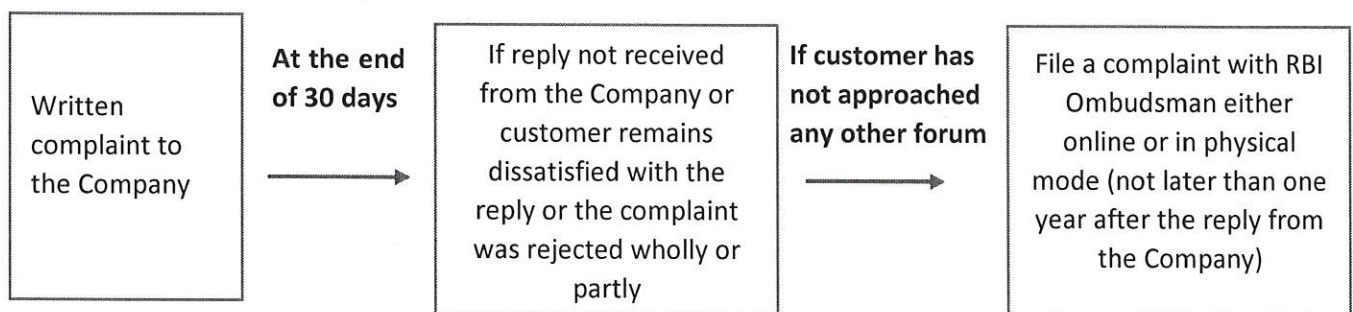 Written
complaint to
the Company
At the end
of 30 days
If reply not received
from the Company or
customer remains
dissatisfied with the
reply or the complaint
was rejected wholly or
partly
If customer has
not approached
any other forum
File a complaint with RBI
Ombudsman either
online or in physical
mode (not later than one
year after the reply from
the Company)